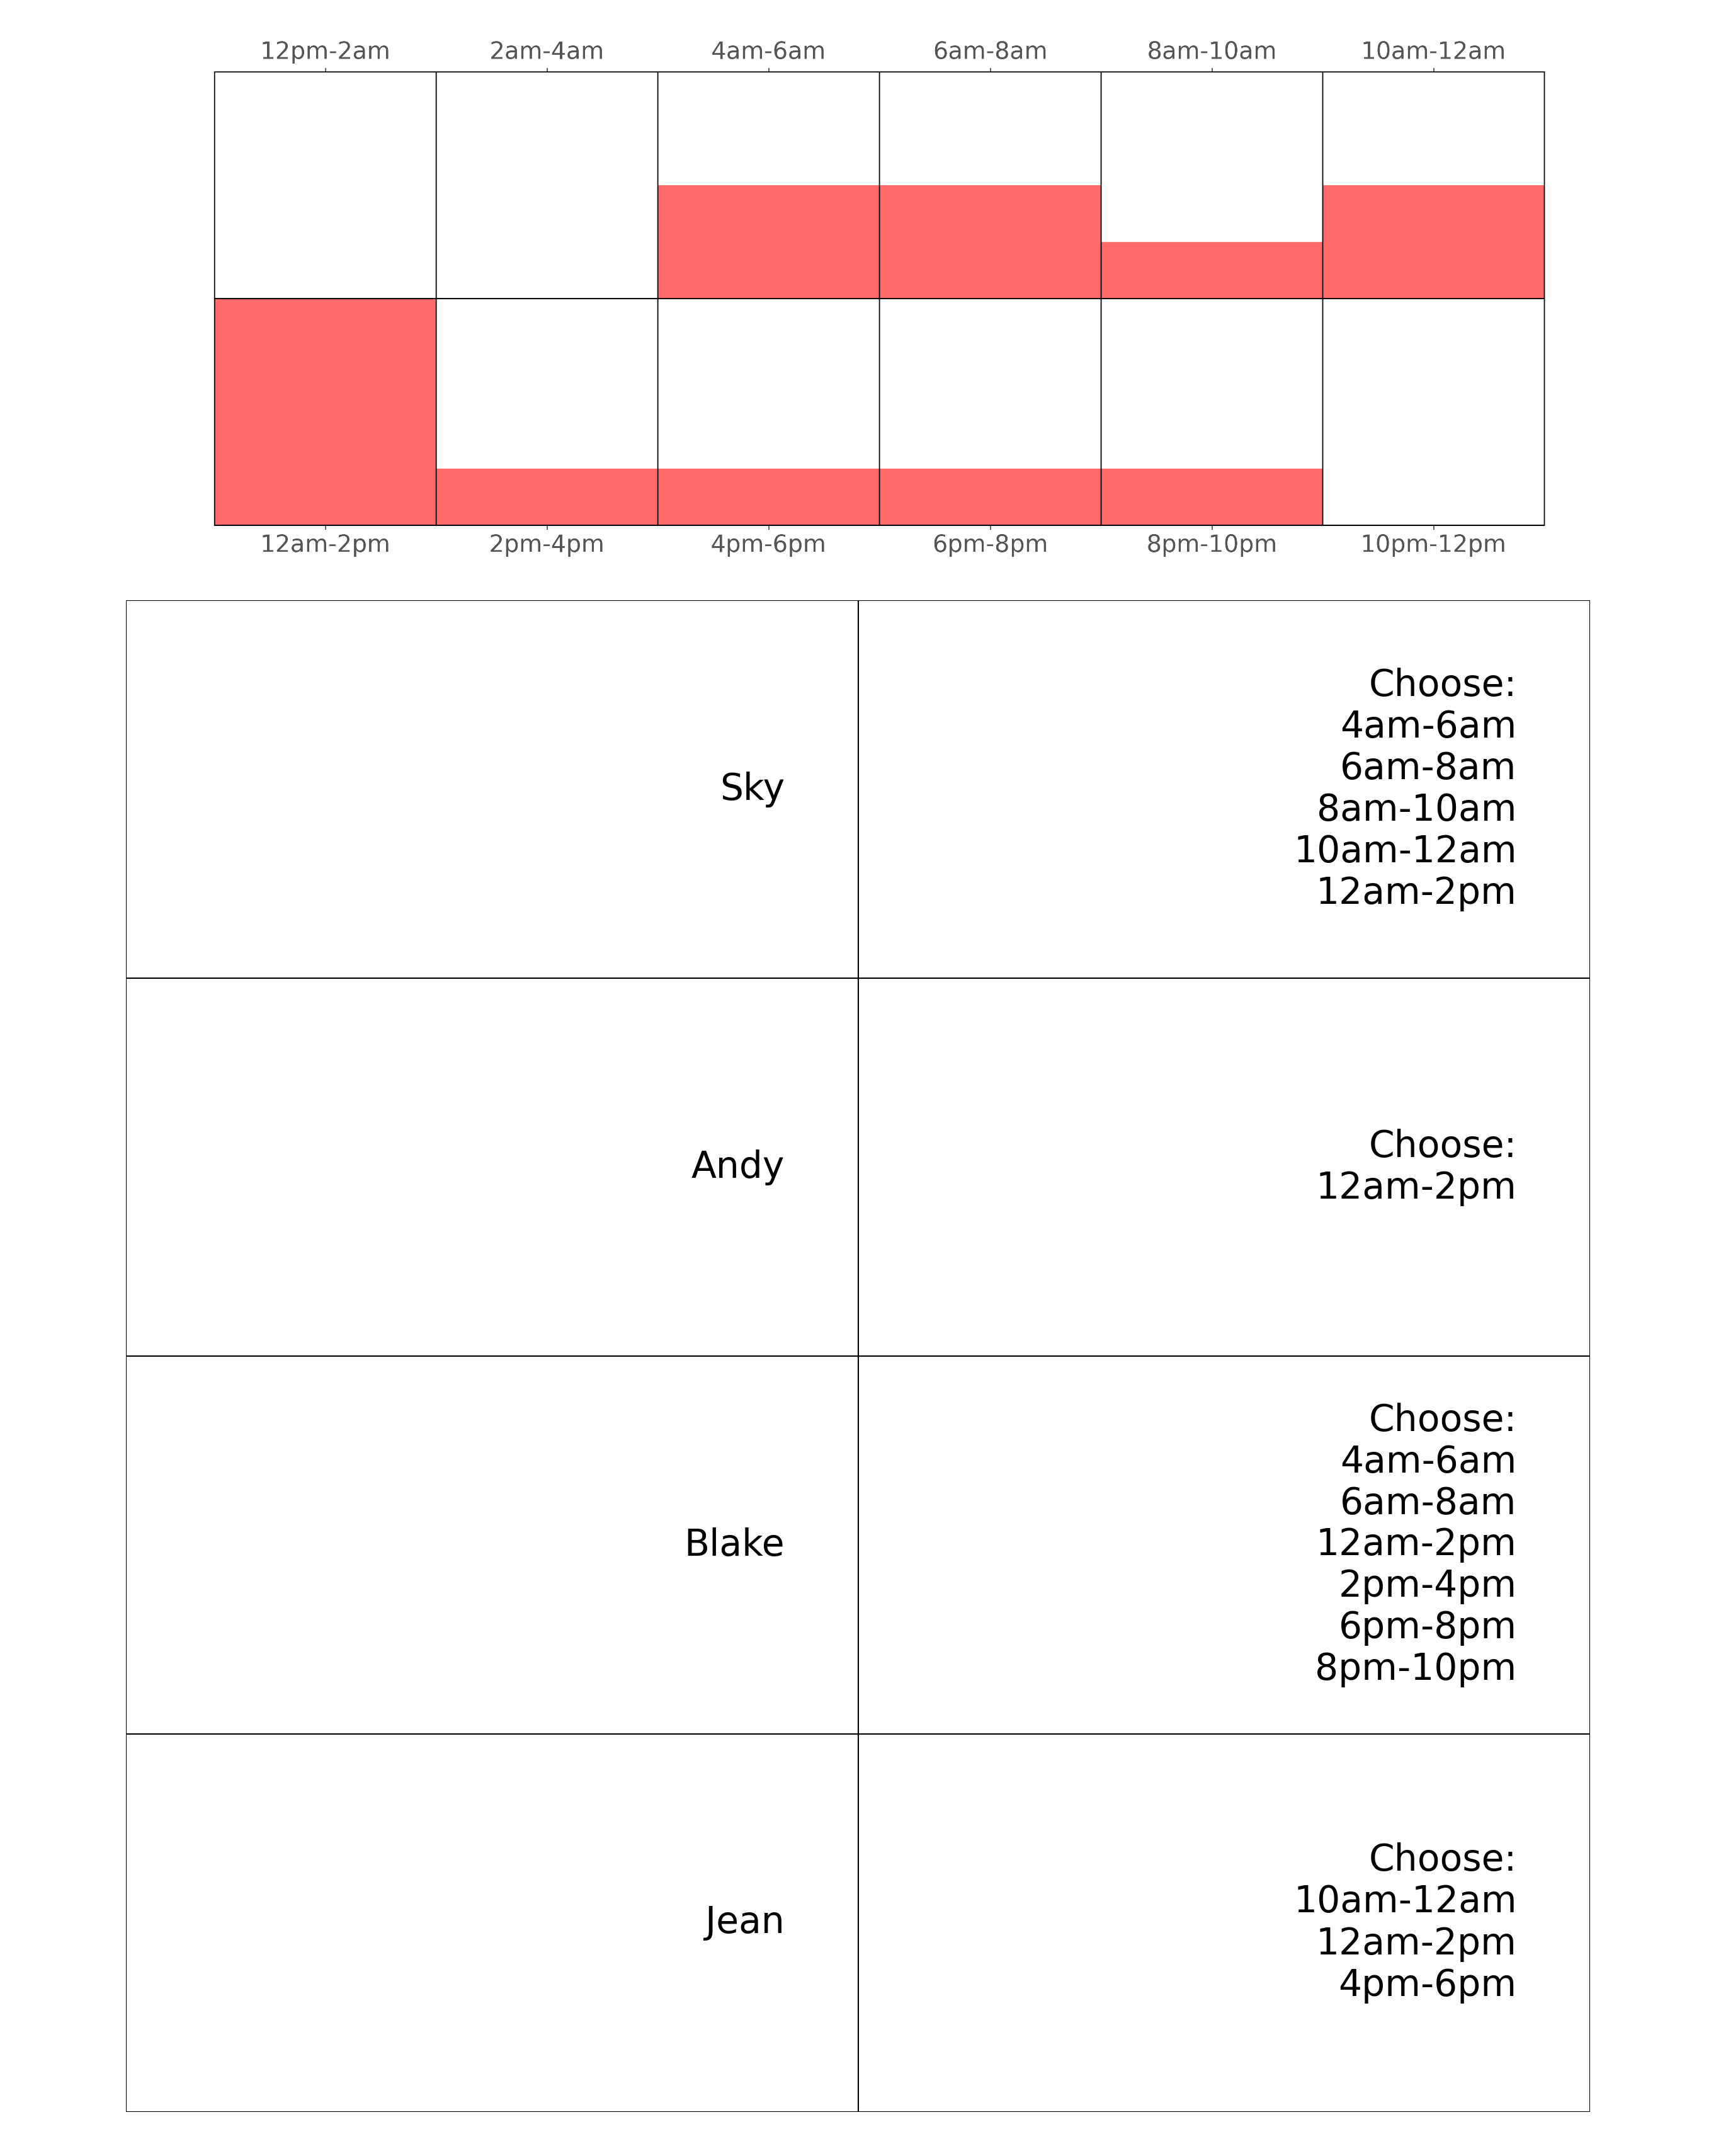 12pm-2am 2am-4am 4am-6am 6am-8am 8am-10am 10am-12am
12am-2pm 2pm-4pm 4pm-6pm 6pm-8pm 8pm-10pm 10pm-12pm
Sky
Choose:
4am-6am
6am-8am
8am-10am
10am-12am
12am-2pm
Andy
Choose:
12am-2pm
Blake
Choose:
4am-6am
6am-8am
12am-2pm
2pm-4pm
6pm-8pm
8pm-10pm
Jean
Choose:
10am-12am
12am-2pm
4pm-6pm